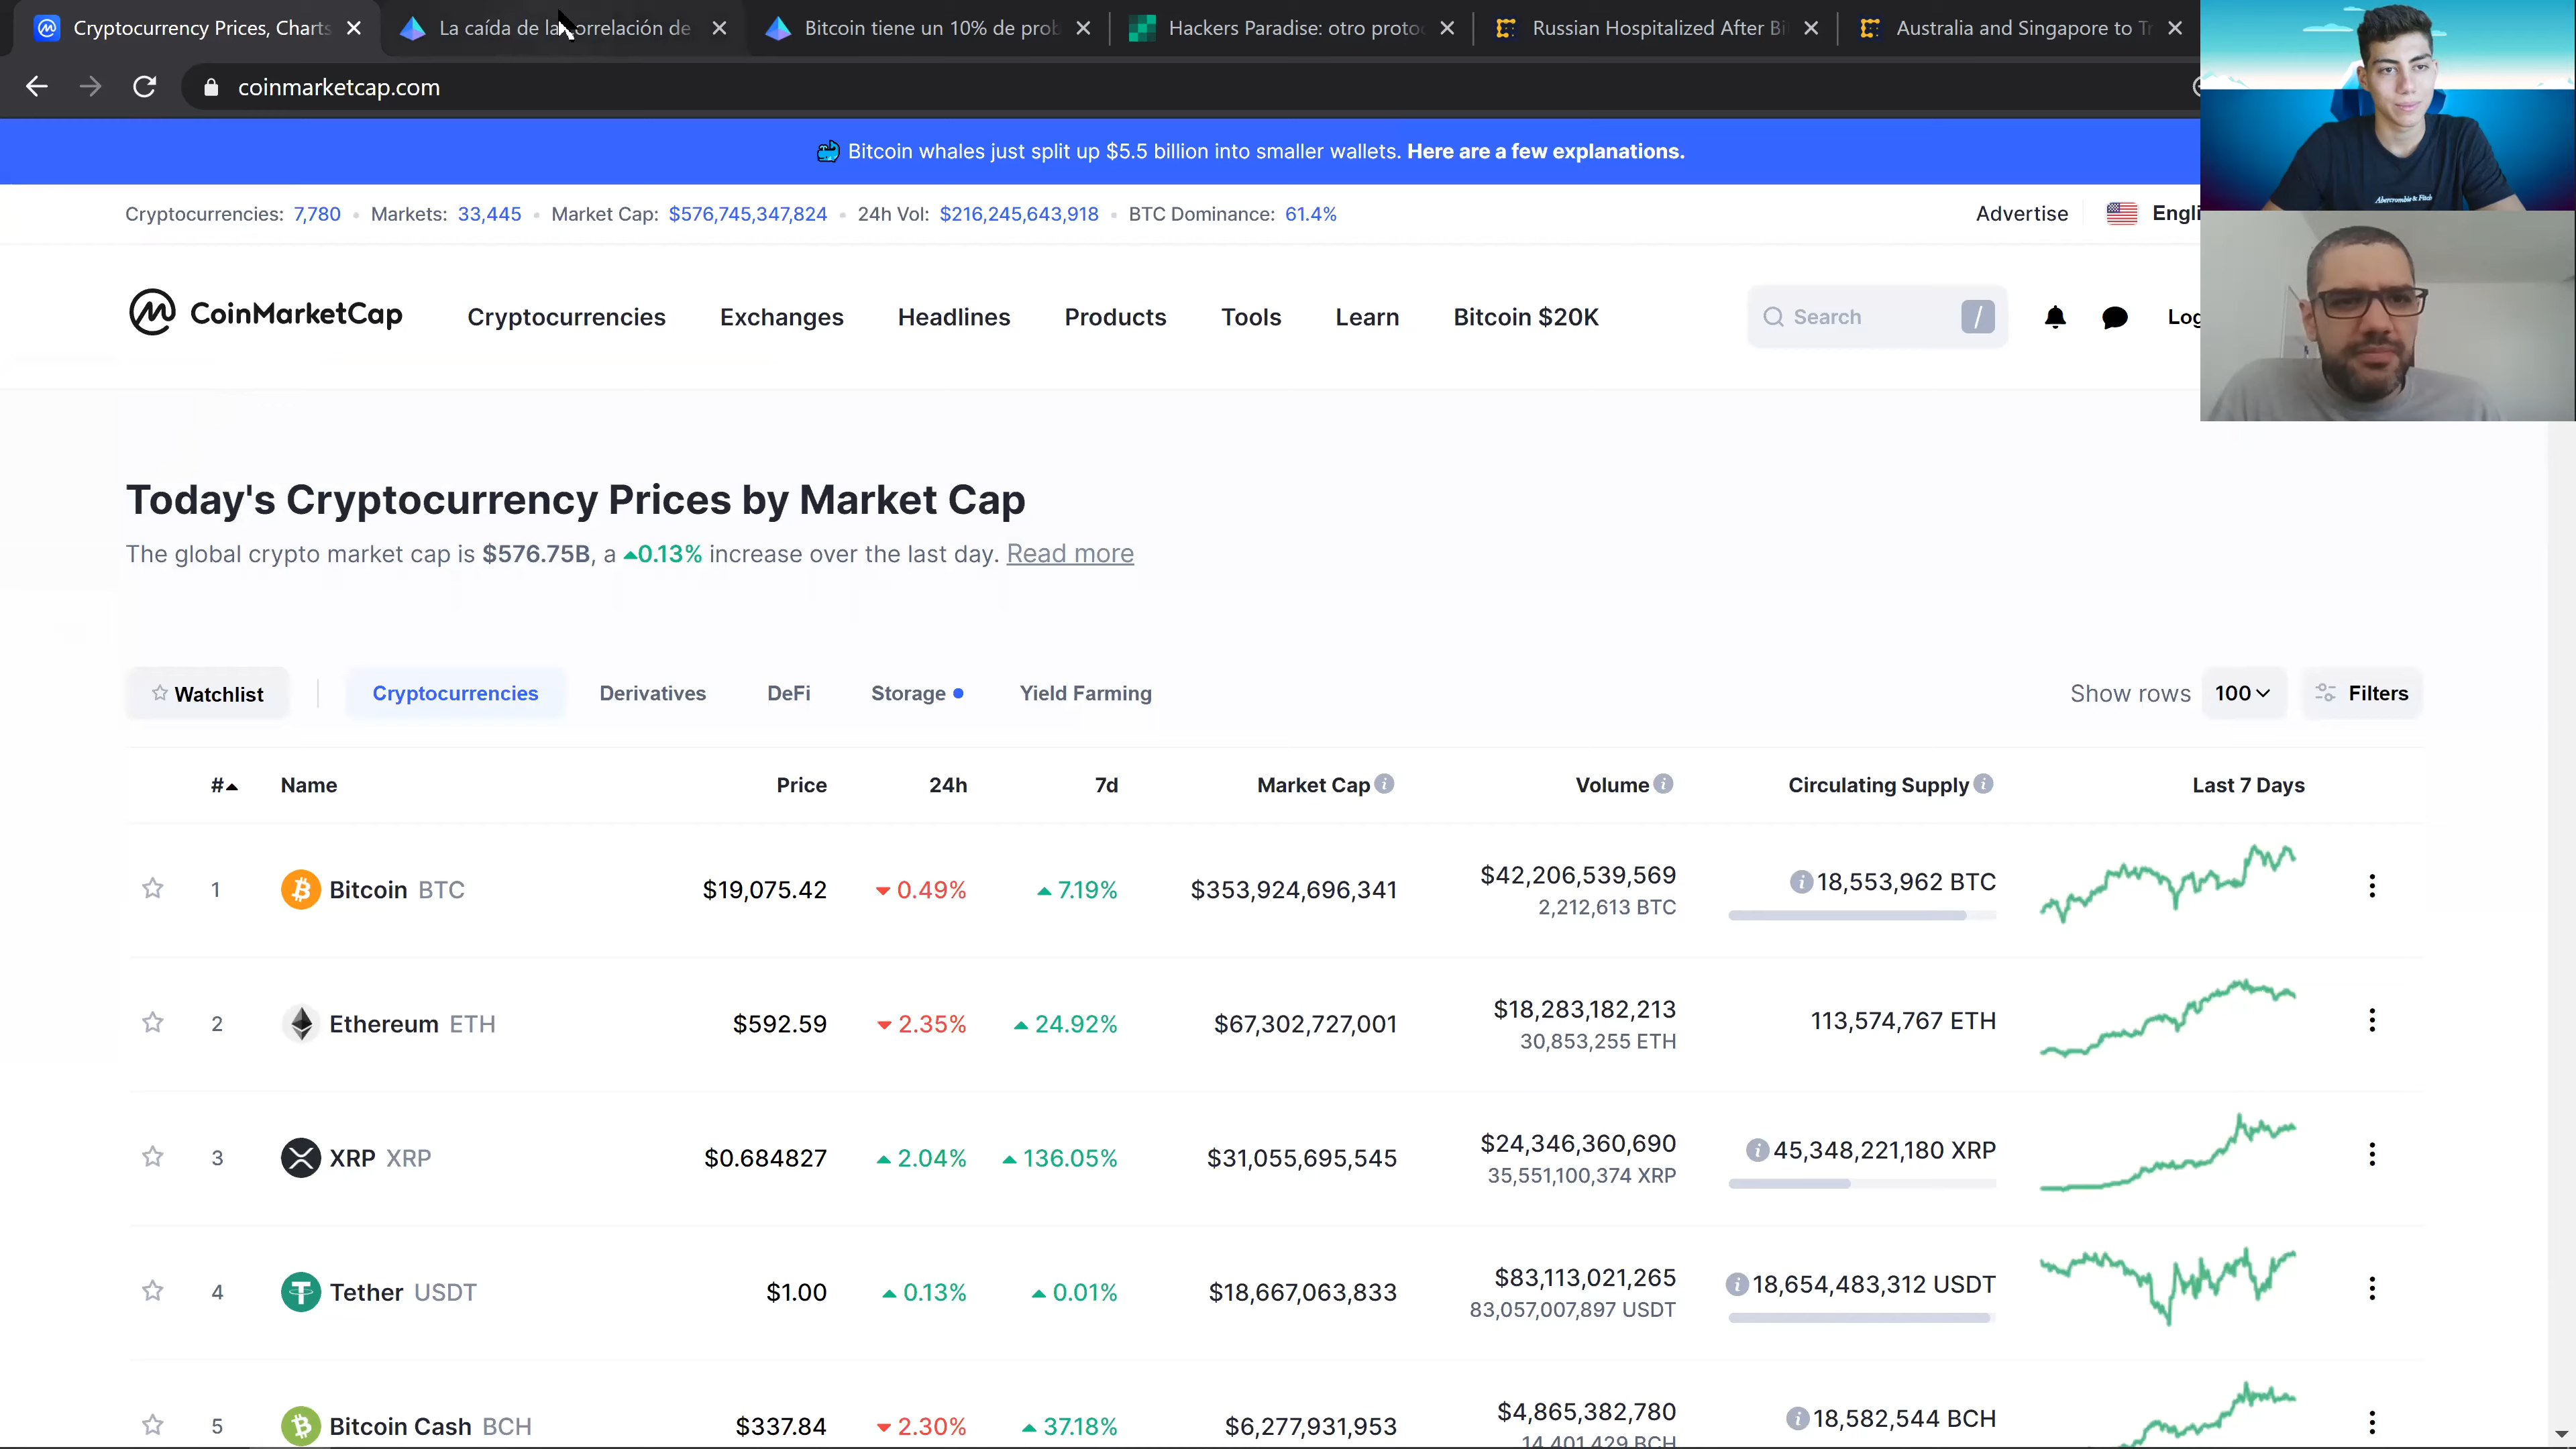 Cryptocurrency Prices, Charts
La caída de la correlación de
Bitcoin tiene un 10% de prob
Hackers Paradise: otro protoc
Russian Hospitalized After Bi
Australia and Singapore to Tr
coinmarketcap.com
Bitcoin whales just split up $5.5 billion into smaller wallets. Here are a few explanations.
Cryptocurrencies: 7,780 • Markets: 33,445 • Market Cap: $576,745,347,824 • 24h Vol: $216,245,643,918 • BTC Dominance: 61.4%
Advertise
Engli
CoinMarketCap
Cryptocurrencies Exchanges Headlines Products Tools Learn Bitcoin $20K
Search /
Log
Abercrombie & Fitch
Today's Cryptocurrency Prices by Market Cap
The global crypto market cap is $576.75B, a 0.13% increase over the last day. Read more
Watchlist Cryptocurrencies Derivatives DeFi Storage Yield Farming
Show rows 100 Filters
# Name Price 24h 7d Market Cap Volume Circulating Supply Last 7 Days
1 Bitcoin BTC $19,075.42 0.49% 7.19% $353,924,696,341 $42,206,539,569 18,553,962 BTC
2,212,613 BTC
2 Ethereum ETH $592.59 2.35% 24.92% $67,302,727,001 $18,283,182,213 113,574,767 ETH
30,853,255 ETH
3 XRP XRP $0.684827 2.04% 136.05% $31,055,695,545 $24,346,360,690 45,348,221,180 XRP
35,551,100,374 XRP
4 Tether USDT $1.00 0.13% 0.01% $18,667,063,833 $83,113,021,265 18,654,483,312 USDT
83,057,007,897 USDT
5 Bitcoin Cash BCH $337.84 2.30% 37.18% $6,277,931,953 $4,865,382,780 18,582,544 BCH
14,401,429 BCH